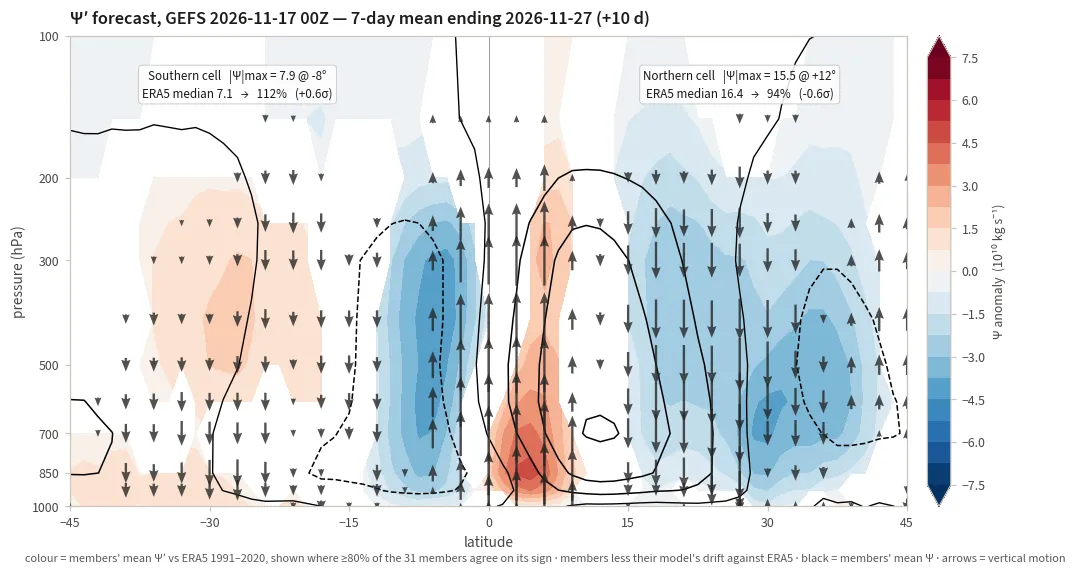 Ψ′ forecast, GEFS 2026-11-17 00Z — 7-day mean ending 2026-11-27 (+10 d)
Southern cell |Ψ|max = 7.9 @ -8°
ERA5 median 7.1 → 112% (+0.6σ)
Northern cell |Ψ|max = 15.5 @ +12°
ERA5 median 16.4 → 94% (-0.6σ)
pressure (hPa)
100
200
300
400
500
700
850
1000
−45
−30
−15
0
15
30
45
latitude
7.5
6.0
4.5
3.0
1.5
0.0
−1.5
−3.0
−4.5
−6.0
−7.5
Ψ anomaly (10¹⁰ kg s⁻¹)
colour = members' mean Ψ′ vs ERA5 1991–2020, shown where ≥80% of the 31 members agree on its sign · members less their model's drift against ERA5 · black = members' mean Ψ · arrows = vertical motion